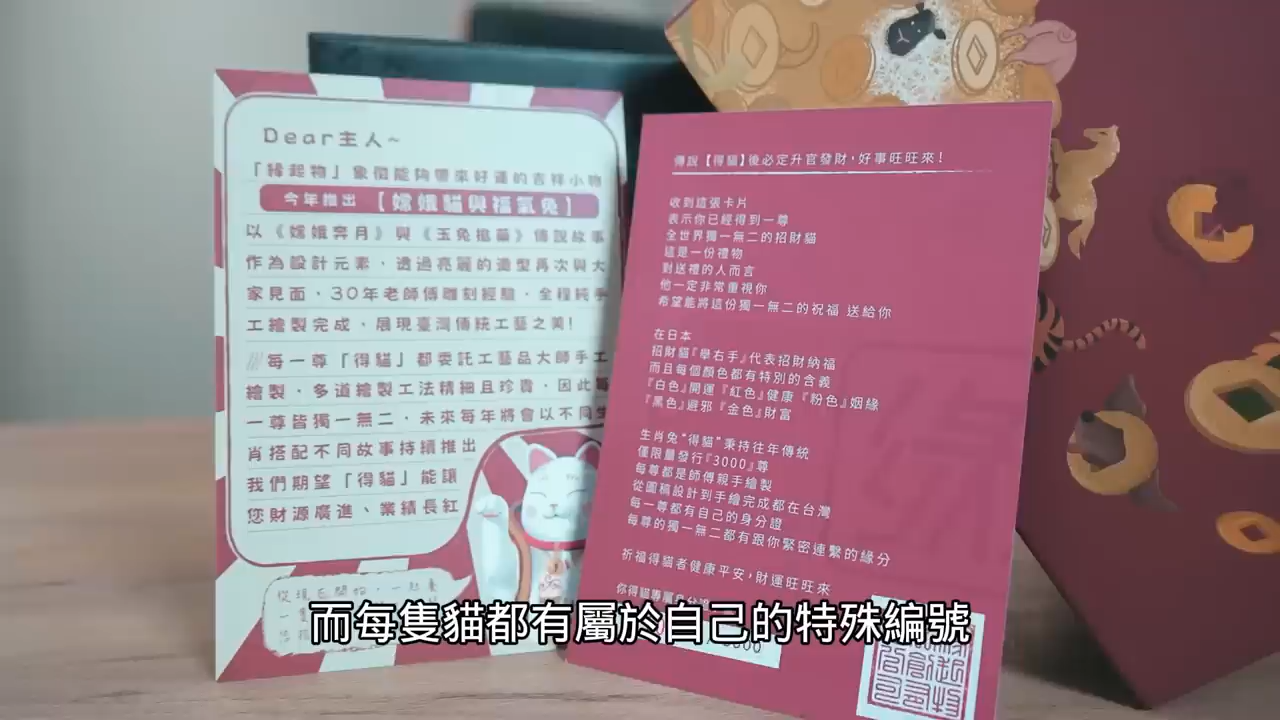 Dear主人~
「緣起物」象徵能夠帶來好運的吉祥小物
今年推出【嫦娥貓與福氣兔】
以《嫦娥奔月》與《玉兔搗藥》傳說故事
作為設計元素，透過亮麗的造型再次與大
家見面，30年老師傅雕刻經驗，全程純手
工繪製完成，展現臺灣傳統工藝之美!
每一尊「得貓」都委託工藝品大師手工
繪製，多道繪製工法精細且珍貴，因此每
一尊皆獨一無二，未來每年將會以不同生
肖搭配不同故事持續推出
我們期望「得貓」能讓
您財源廣進、業績長紅
從現在開始，一起來
傳說【得貓】後必定升官發財，好事旺旺來!
收到這張卡片
表示你已經得到一尊
全世界獨一無二的招財貓
這是一份禮物
對送禮的人而言
他一定非常重視你
希望能將這份獨一無二的祝福 送給你
在日本
招財貓『舉右手』代表招財納福
而且每個顏色都有特別的含義
『白色』開運『紅色』健康『粉色』姻緣
『黑色』避邪『金色』財富
生肖兔"得貓"秉持往年傳統
僅限量發行『3000』尊
每尊都是師傅親手繪製
從圖稿設計到手繪完成都在台灣
每一尊都有自己的身分證
每尊的獨一無二都有跟你緊密連繫的緣分
祈福得貓者健康平安，財運旺旺來
你得貓專屬
而每隻貓都有屬於自己的特殊編號